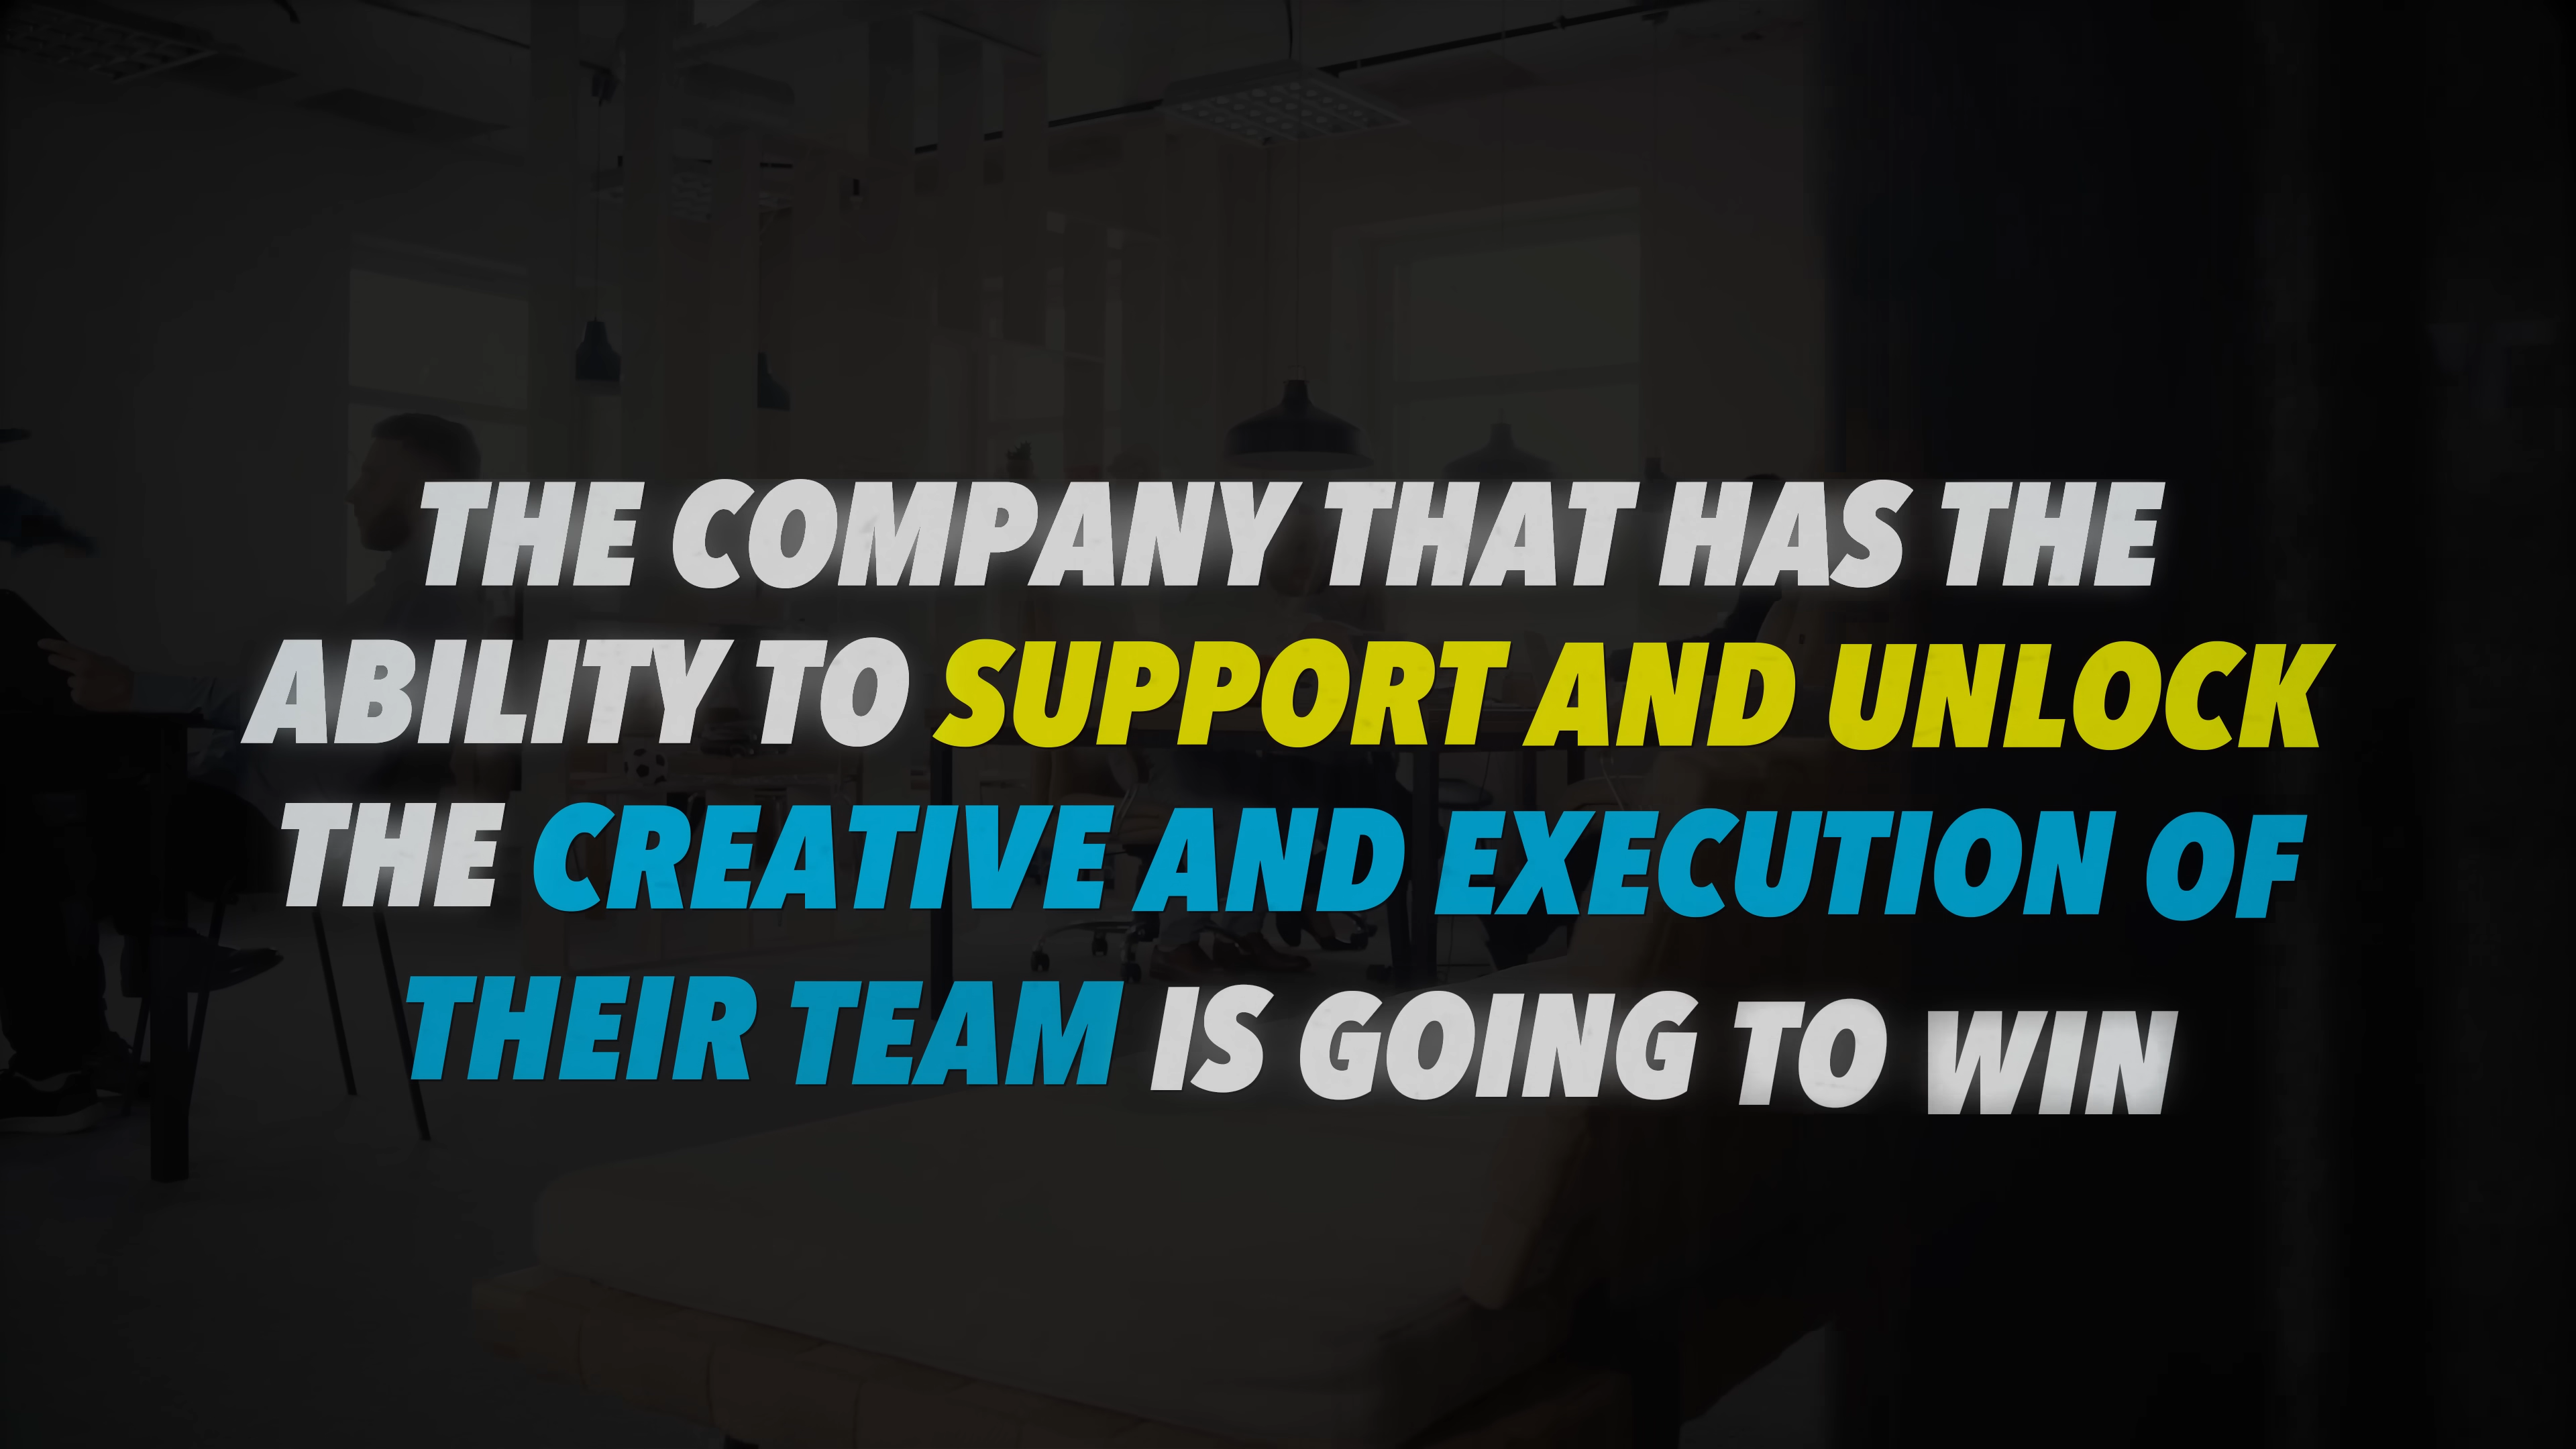 THE COMPANY THAT HAS THE
ABILITY TO SUPPORT AND UNLOCK
THE CREATIVE AND EXECUTION OF
THEIR TEAM IS GOING TO WIN